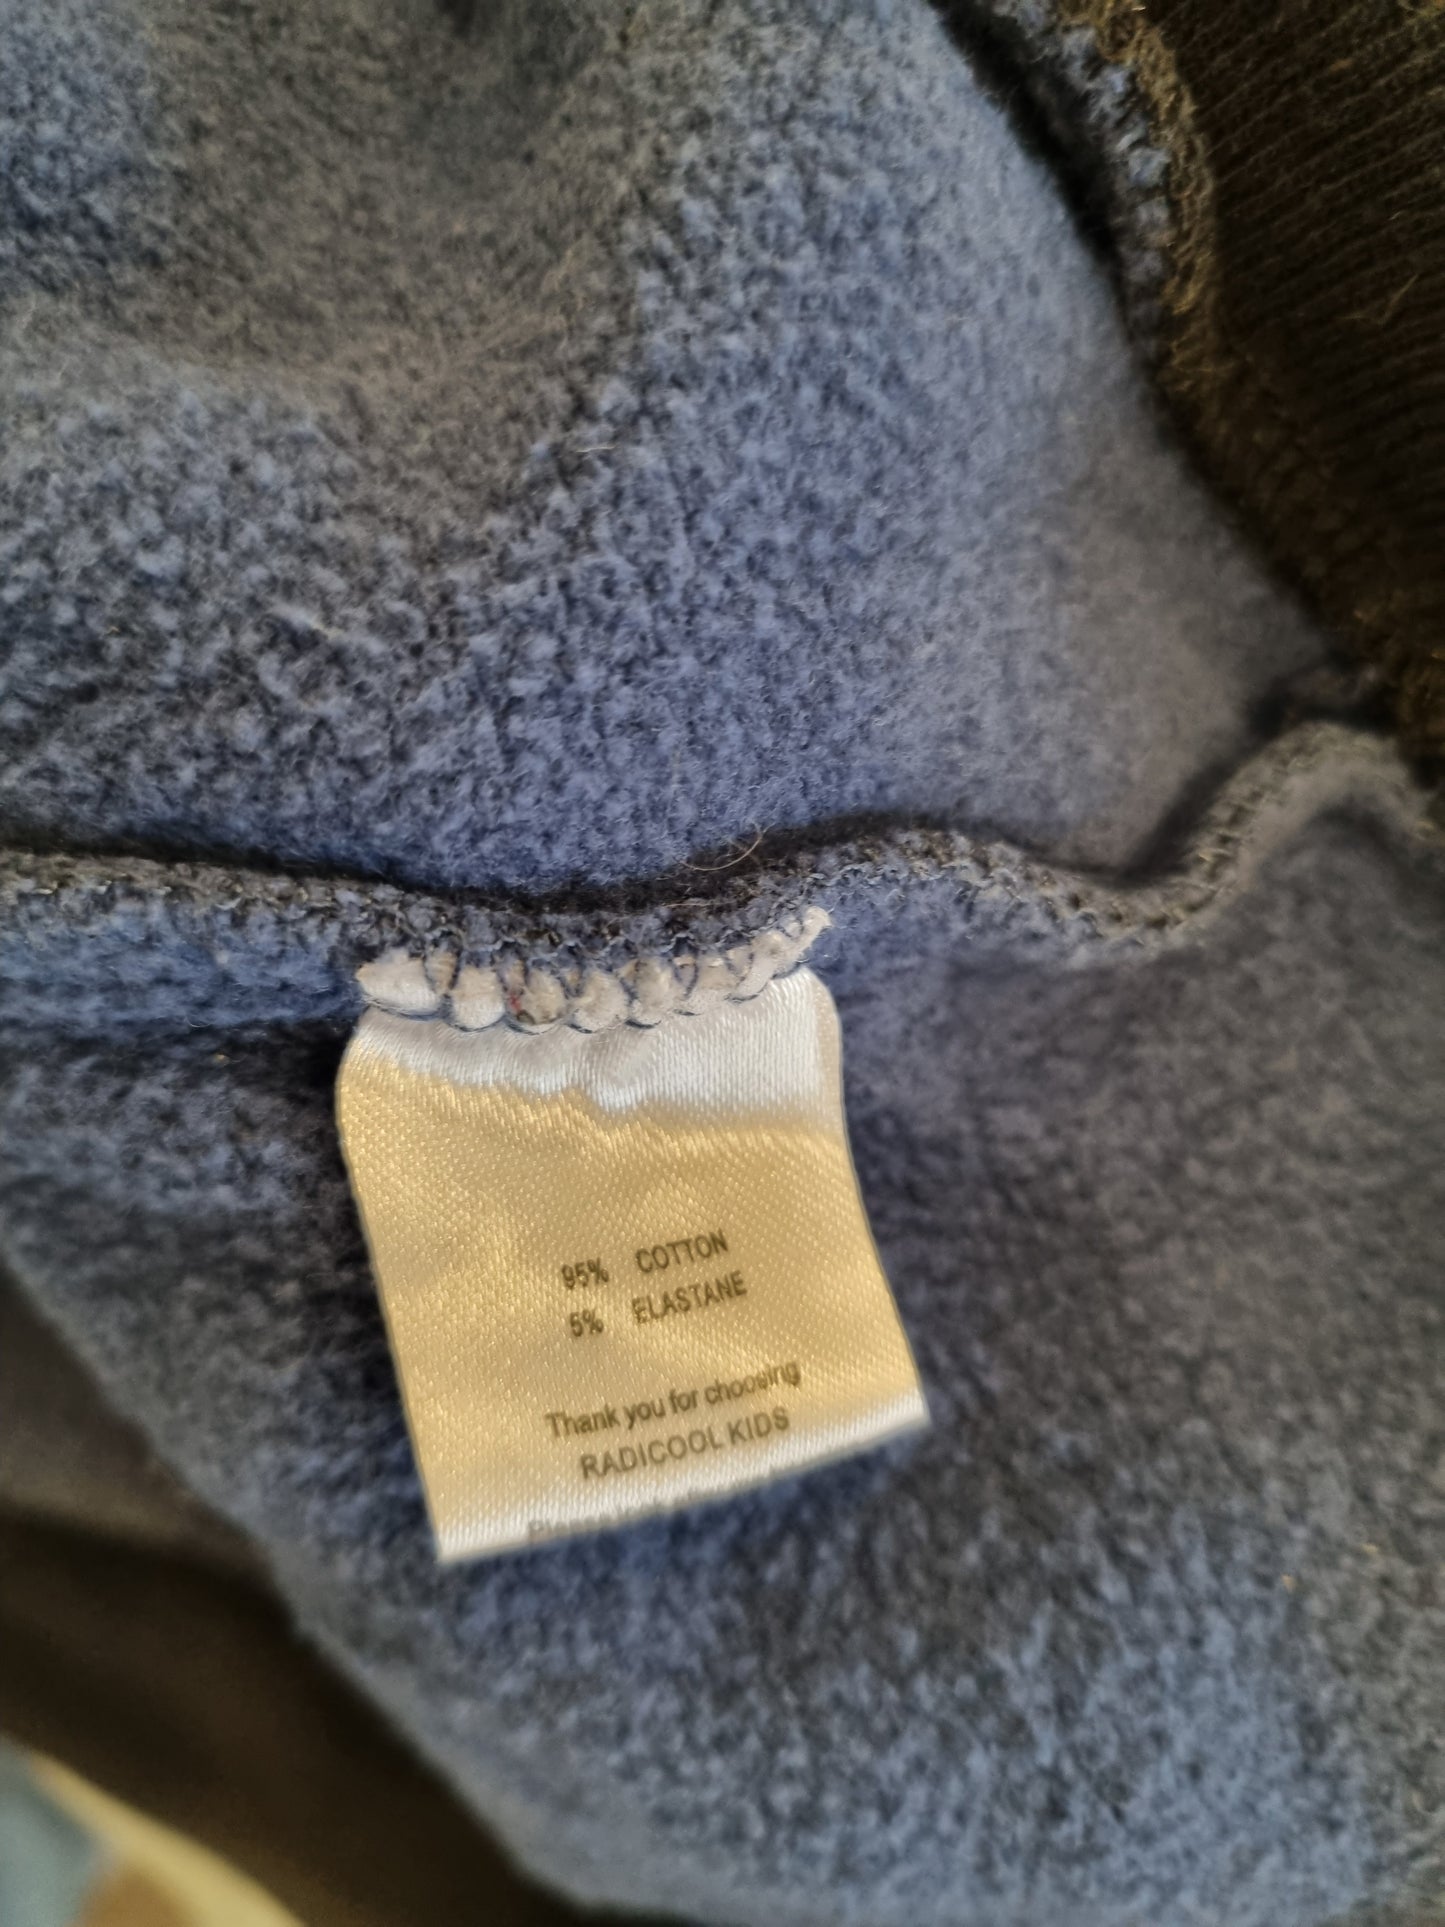 95% COTTON
5% ELASTANE
Thank you for choosing
RADICOOL KIDS